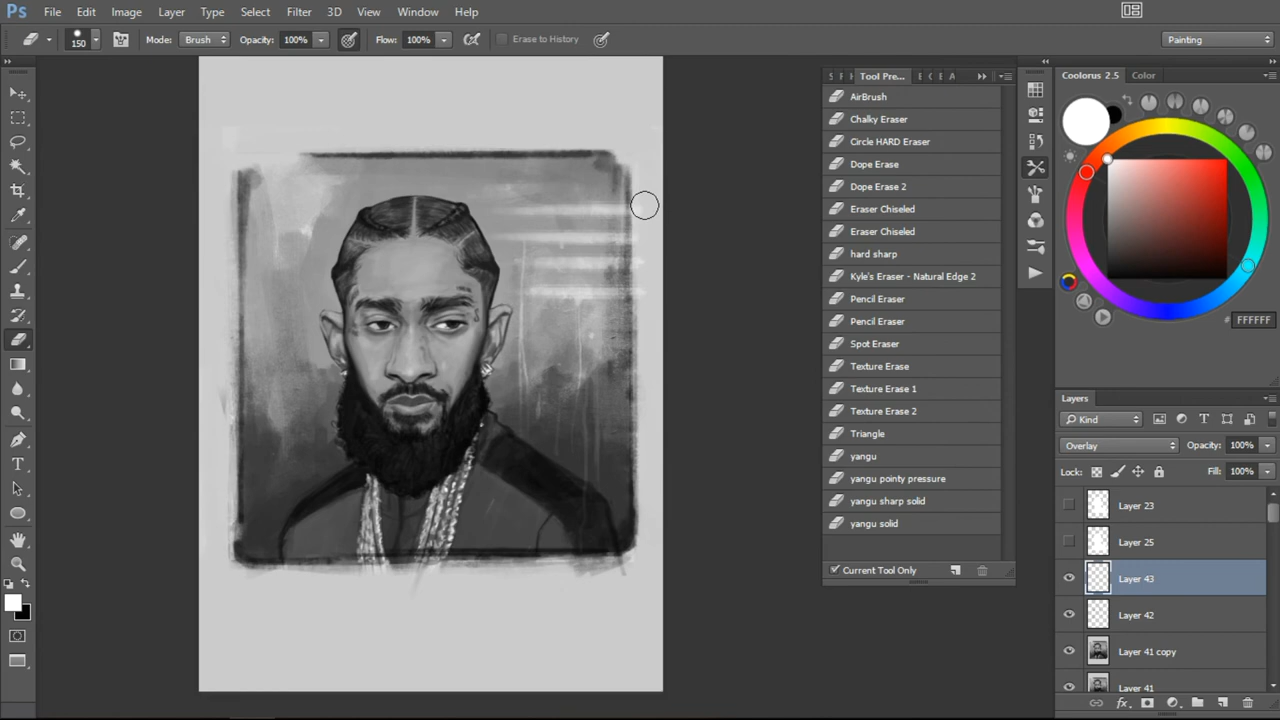 Ps File Edit Image Layer Type Select Filter 3D View Window Help
150 Mode: Brush Opacity: 100% Flow: 100% Erase to History Painting
S F H Tool Pre... E C E A
Coolorus 2.5 Color
AirBrush
Chalky Eraser
Circle HARD Eraser
Dope Erase
Dope Erase 2
Eraser Chiseled
Eraser Chiseled
hard sharp
Kyle's Eraser - Natural Edge 2
Pencil Eraser
Pencil Eraser
Spot Eraser
Texture Erase
Texture Erase 1
Texture Erase 2
Triangle
yangu
yangu pointy pressure
yangu sharp solid
yangu solid
Current Tool Only
# FFFFFF
Layers
Kind
Overlay Opacity: 100%
Lock: Fill: 100%
Layer 23
Layer 25
Layer 43
Layer 42
Layer 41 copy
Layer 41